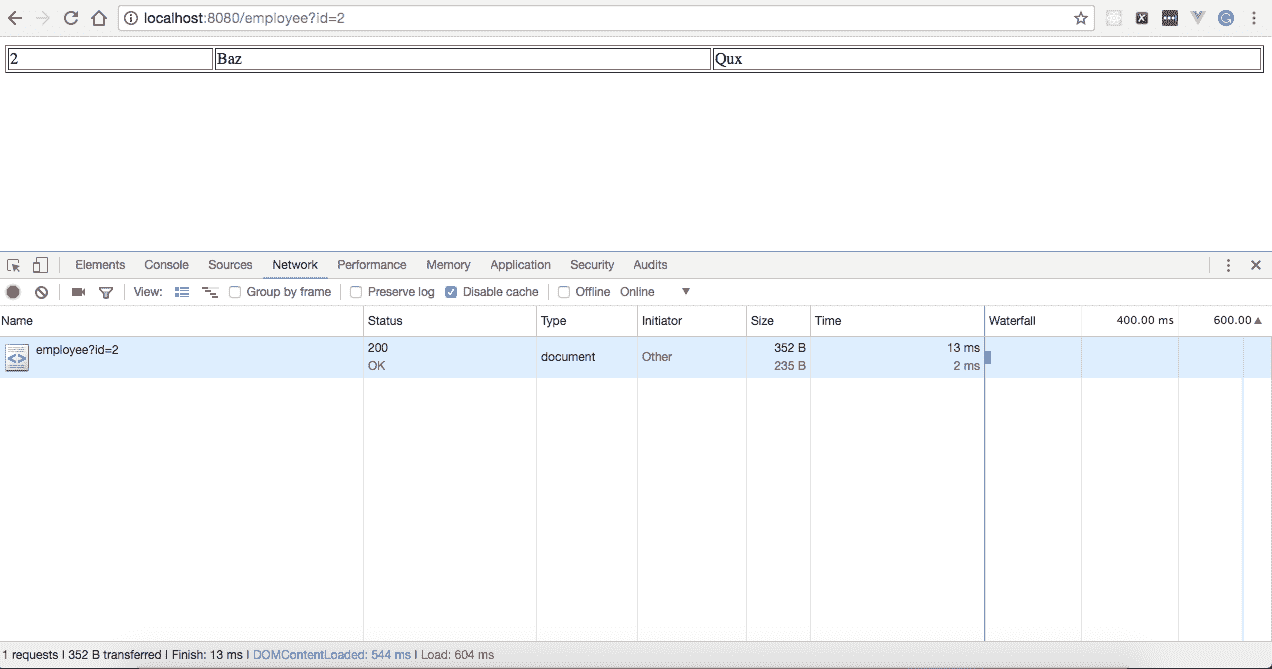 localhost:8080/employee?id=2
2 Baz Qux
Elements Console Sources Network Performance Memory Application Security Audits
View: Group by frame Preserve log Disable cache Offline Online
Name Status Type Initiator Size Time Waterfall 400.00 ms 600.00
employee?id=2 200 document Other 352 B 13 ms
OK 235 B 2 ms
1 requests | 352 B transferred | Finish: 13 ms | DOMContentLoaded: 544 ms | Load: 604 ms